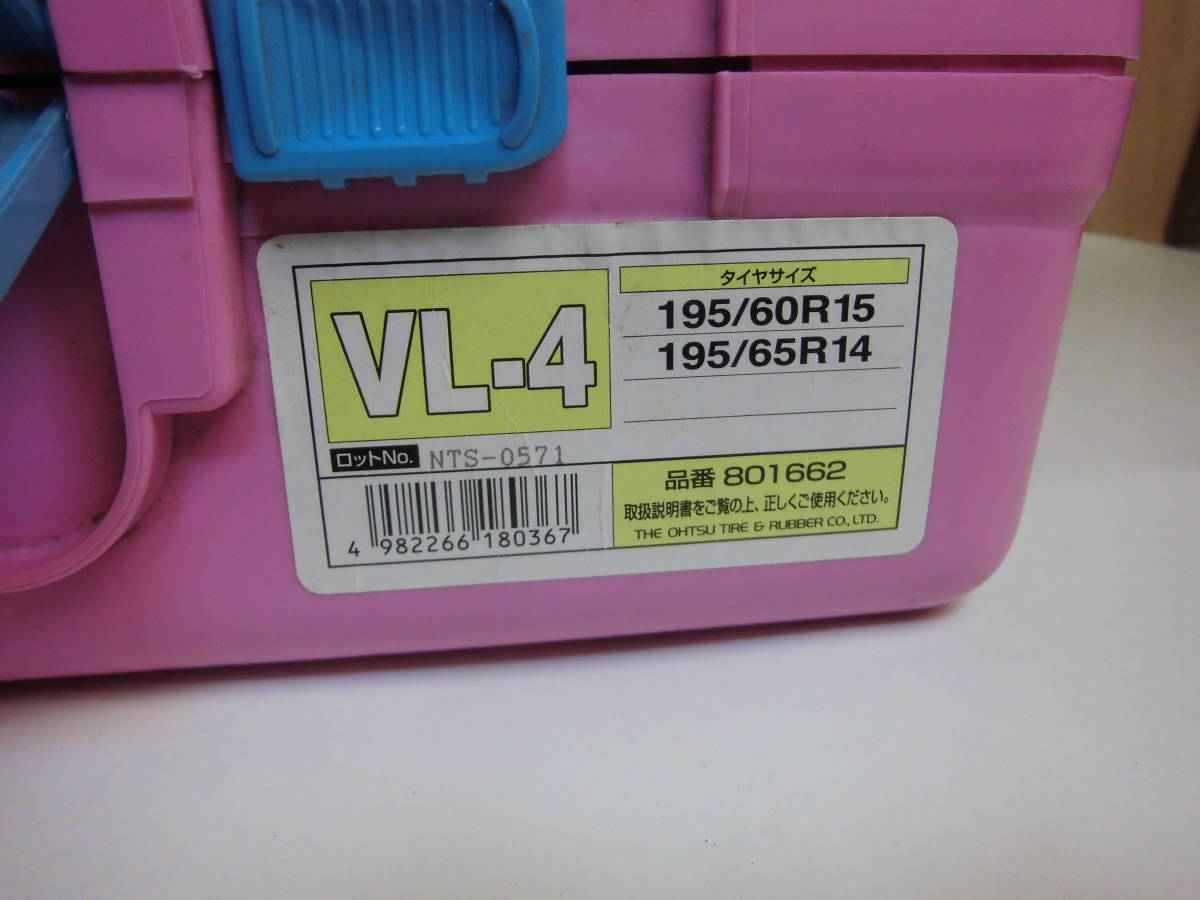 VL-4
タイヤサイズ
195/60R15
195/65R14
ロットNo. NTS-0571
4 982266 180367
品番 801662
取扱説明書をご覧の上、正しくご使用ください。
THE OHTSU TIRE & RUBBER CO., LTD.